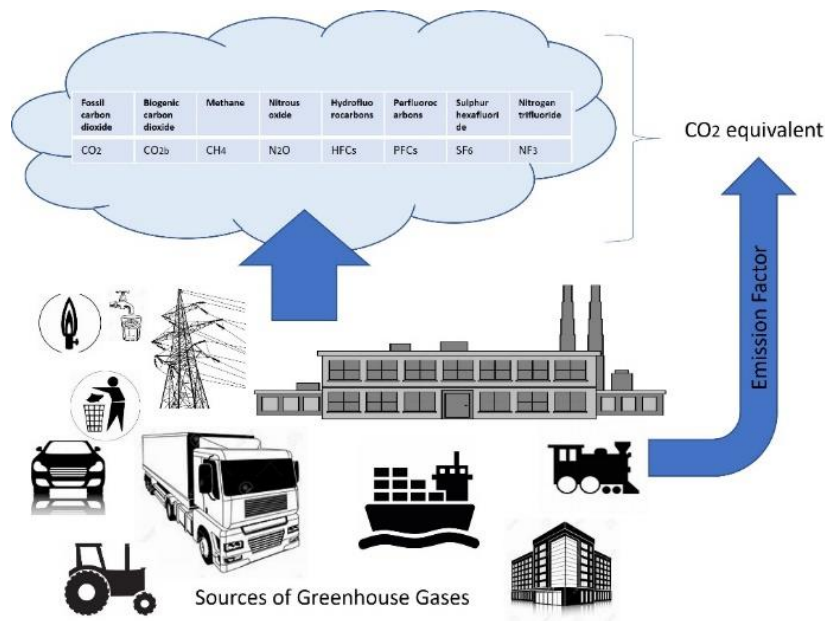 Fossil carbon dioxide
Biogenic carbon dioxide
Methane
Nitrous oxide
Hydrofluo rocarbons
Perfluoroc arbons
Sulphur hexafluori de
Nitrogen trifluoride
CO2
CO2b
CH4
N2O
HFCs
PFCs
SF6
NF3
CO2 equivalent
Emission Factor
Sources of Greenhouse Gases